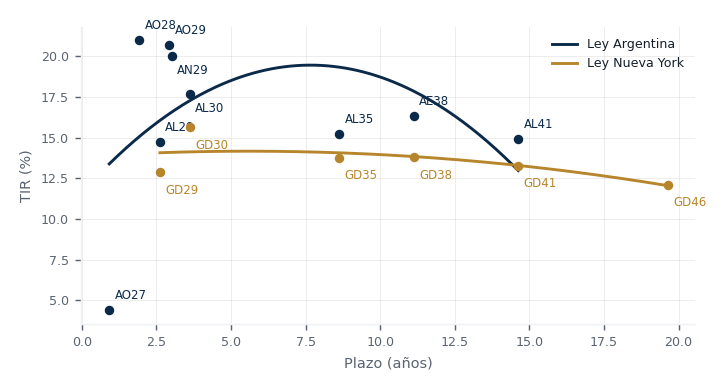 AO28
AO29
AN29
AL30
AL29
GD30
GD29
AL35
GD35
AE38
GD38
AL41
GD41
GD46
AO27
Ley Argentina
Ley Nueva York
TIR (%)
20.0
17.5
15.0
12.5
10.0
7.5
5.0
0.0 2.5 5.0 7.5 10.0 12.5 15.0 17.5 20.0
Plazo (años)